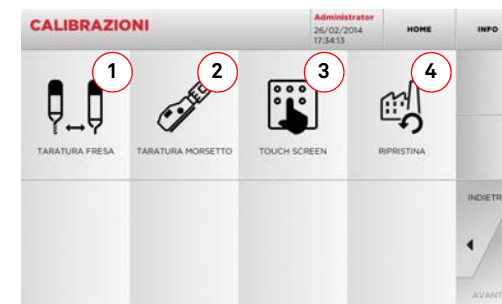 CALIBRAZIONI
Administrator
26/02/2014
17:34:13
HOME
INFO
1
2
3
4
TARATURA FRESA
TARATURA MORSETTO
TOUCH SCREEN
RIPRISTINA
INDIETR
AVANT